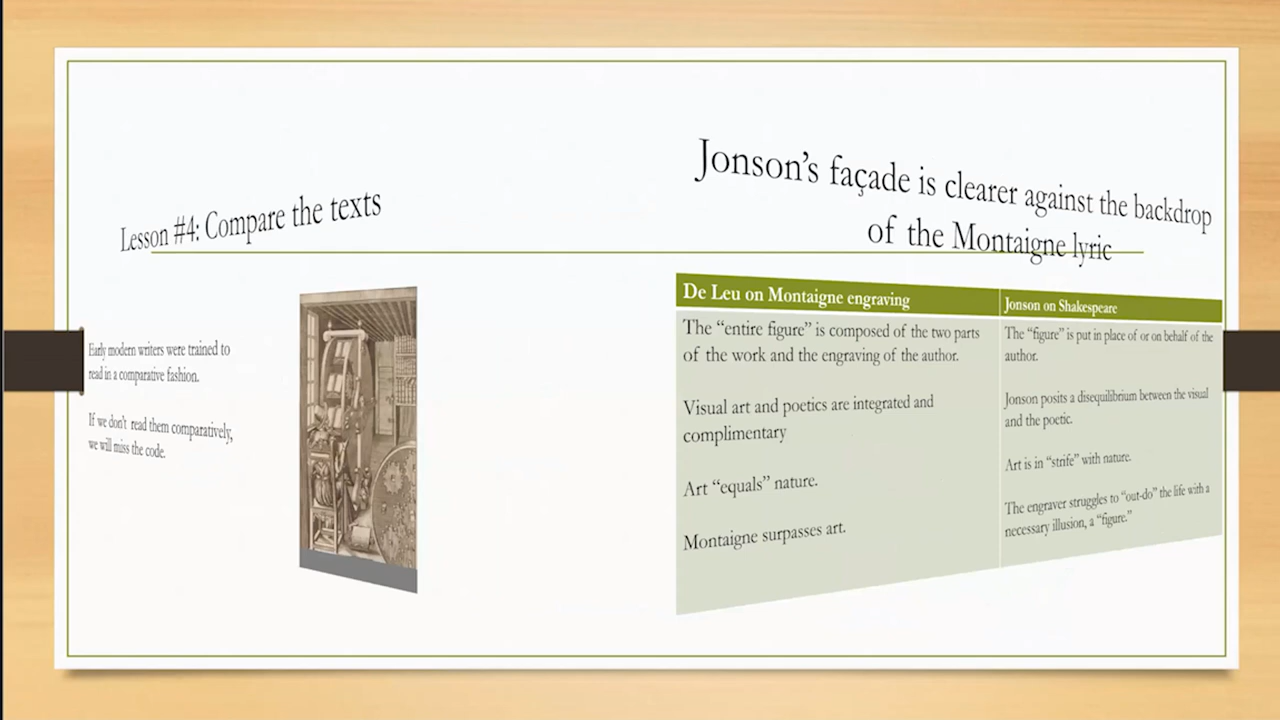 Lesson #4: Compare the texts
Early modern writers were trained to
read in a comparative fashion.
If we don't read them comparatively,
we will miss the code.
Jonson's façade is clearer against the backdrop
of the Montaigne lyric
De Leu on Montaigne engraving
The “entire figure” is composed of the two parts
of the work and the engraving of the author.
Visual art and poetics are integrated and
complimentary
Art “equals” nature.
Montaigne surpasses art.
Jonson on Shakespeare
The “figure” is put in place of or on behalf of the
author.
Jonson posits a disequilibrium between the visual
and the poetic.
Art is in “strife” with nature.
The engraver struggles to “out-do” the life with a
necessary illusion, a “figure.”